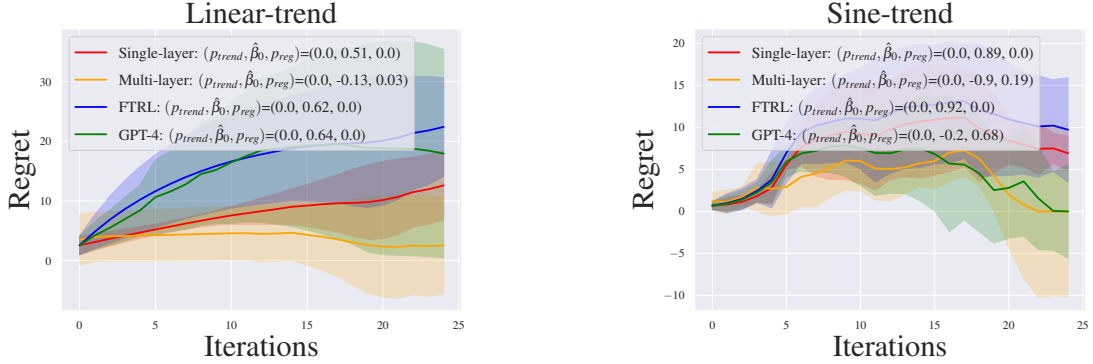 Linear-trend
Single-layer: (p_trend, β̂_0, p_reg)=(0.0, 0.51, 0.0)
Multi-layer: (p_trend, β̂_0, p_reg)=(0.0, -0.13, 0.03)
FTRL: (p_trend, β̂_0, p_reg)=(0.0, 0.62, 0.0)
GPT-4: (p_trend, β̂_0, p_reg)=(0.0, 0.64, 0.0)
Regret
30
20
10
0
0 5 10 15 20 25
Iterations
Sine-trend
Single-layer: (p_trend, β̂_0, p_reg)=(0.0, 0.89, 0.0)
Multi-layer: (p_trend, β̂_0, p_reg)=(0.0, -0.9, 0.19)
FTRL: (p_trend, β̂_0, p_reg)=(0.0, 0.92, 0.0)
GPT-4: (p_trend, β̂_0, p_reg)=(0.0, -0.2, 0.68)
Regret
20
15
10
5
0
−5
−10
0 5 10 15 20 25
Iterations